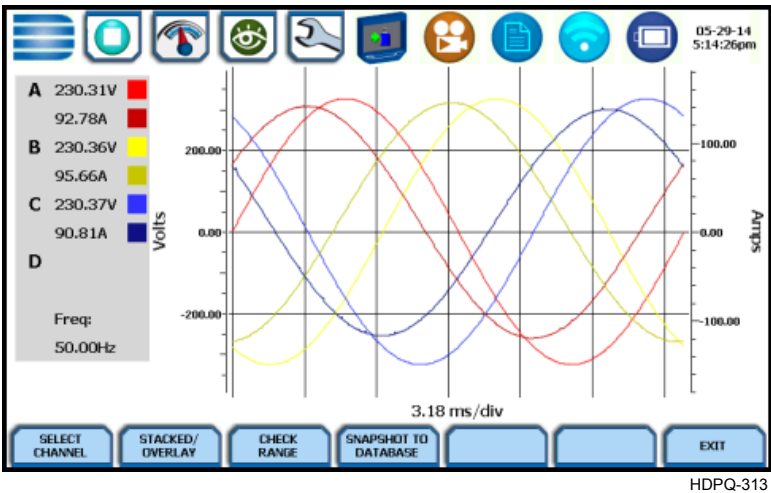 05-29-14
5:14:26pm
A 230.31V
92.78A
B 230.36V
95.66A
C 230.37V
90.81A
D
Freq:
50.00Hz
Volts
200.00
0.00
-200.00
100.00
0.00
-100.00
Amps
3.18 ms/div
SELECT
CHANNEL
STACKED/
OVERLAY
CHECK
RANGE
SNAPSHOT TO
DATABASE
EXIT
HDPQ-313